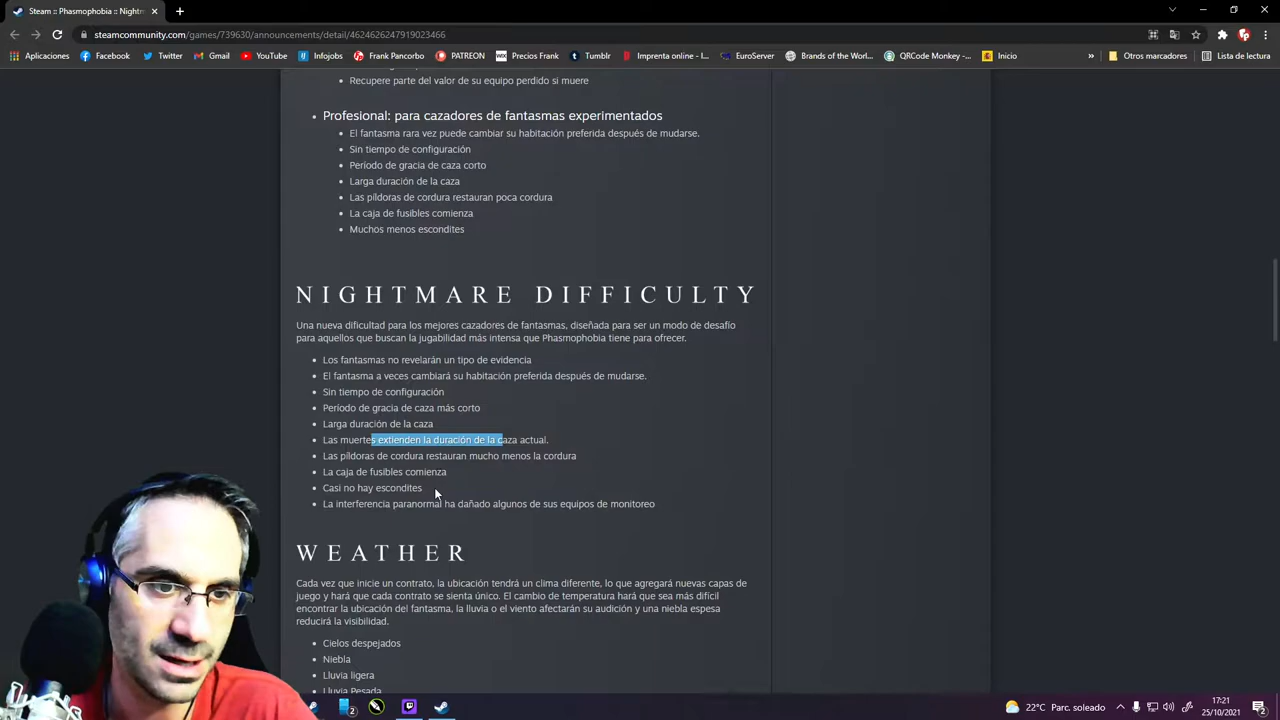 Steam :: Phasmophobia :: Nightm
steamcommunity.com/games/739630/announcements/detail/4624624247919023466
Aplicaciones Facebook Twitter Gmail YouTube Infojobs Frank Pancorbo PATREON Precios Frank Tumblr Imprenta online - I... EuroServer Brands of the World... QRCode Monkey -... Inicio Otros marcadores Lista de lectura
Recupere parte del valor de su equipo perdido si muere
Profesional: para cazadores de fantasmas experimentados
El fantasma rara vez puede cambiar su habitación preferida después de mudarse.
Sin tiempo de configuración
Período de gracia de caza corto
Larga duración de la caza
Las píldoras de cordura restauran poca cordura
La caja de fusibles comienza
Muchos menos escondites
NIGHTMARE DIFFICULTY
Una nueva dificultad para los mejores cazadores de fantasmas, diseñada para ser un modo de desafío
para aquellos que buscan la jugabilidad más intensa que Phasmophobia tiene para ofrecer.
Los fantasmas no revelarán un tipo de evidencia
El fantasma a veces cambiará su habitación preferida después de mudarse.
Sin tiempo de configuración
Período de gracia de caza más corto
Larga duración de la caza
Las muertes extienden la duración de la caza actual.
Las píldoras de cordura restauran mucho menos la cordura
La caja de fusibles comienza
Casi no hay escondites
La interferencia paranormal ha dañado algunos de sus equipos de monitoreo
WEATHER
Cada vez que inicie un contrato, la ubicación tendrá un clima diferente, lo que agregará nuevas capas de
juego y hará que cada contrato se sienta único. El cambio de temperatura hará que sea más difícil
encontrar la ubicación del fantasma, la lluvia o el viento afectarán su audición y una niebla espesa
reducirá la visibilidad.
Cielos despejados
Niebla
Lluvia ligera
Lluvia Pesada
22°C Parc. soleado
17:21
25/10/2021